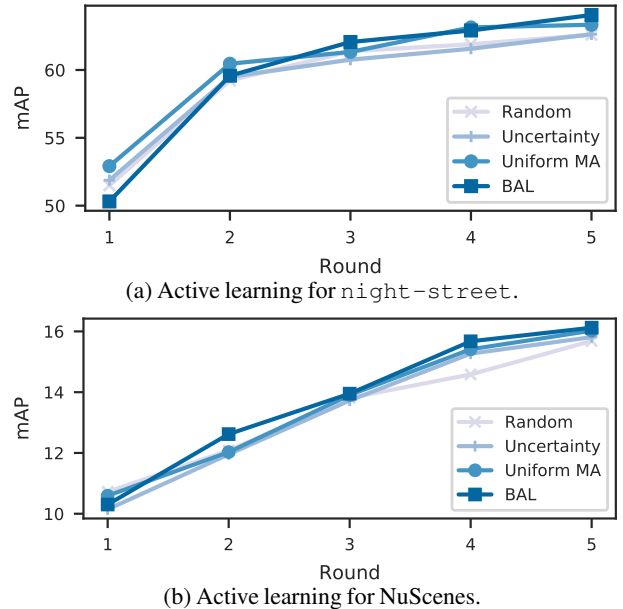 mAP
60
55
50
Random
Uncertainty
Uniform MA
BAL
1 2 3 4 5
Round
(a) Active learning for night-street.
mAP
16
14
12
10
Random
Uncertainty
Uniform MA
BAL
1 2 3 4 5
Round
(b) Active learning for NuScenes.